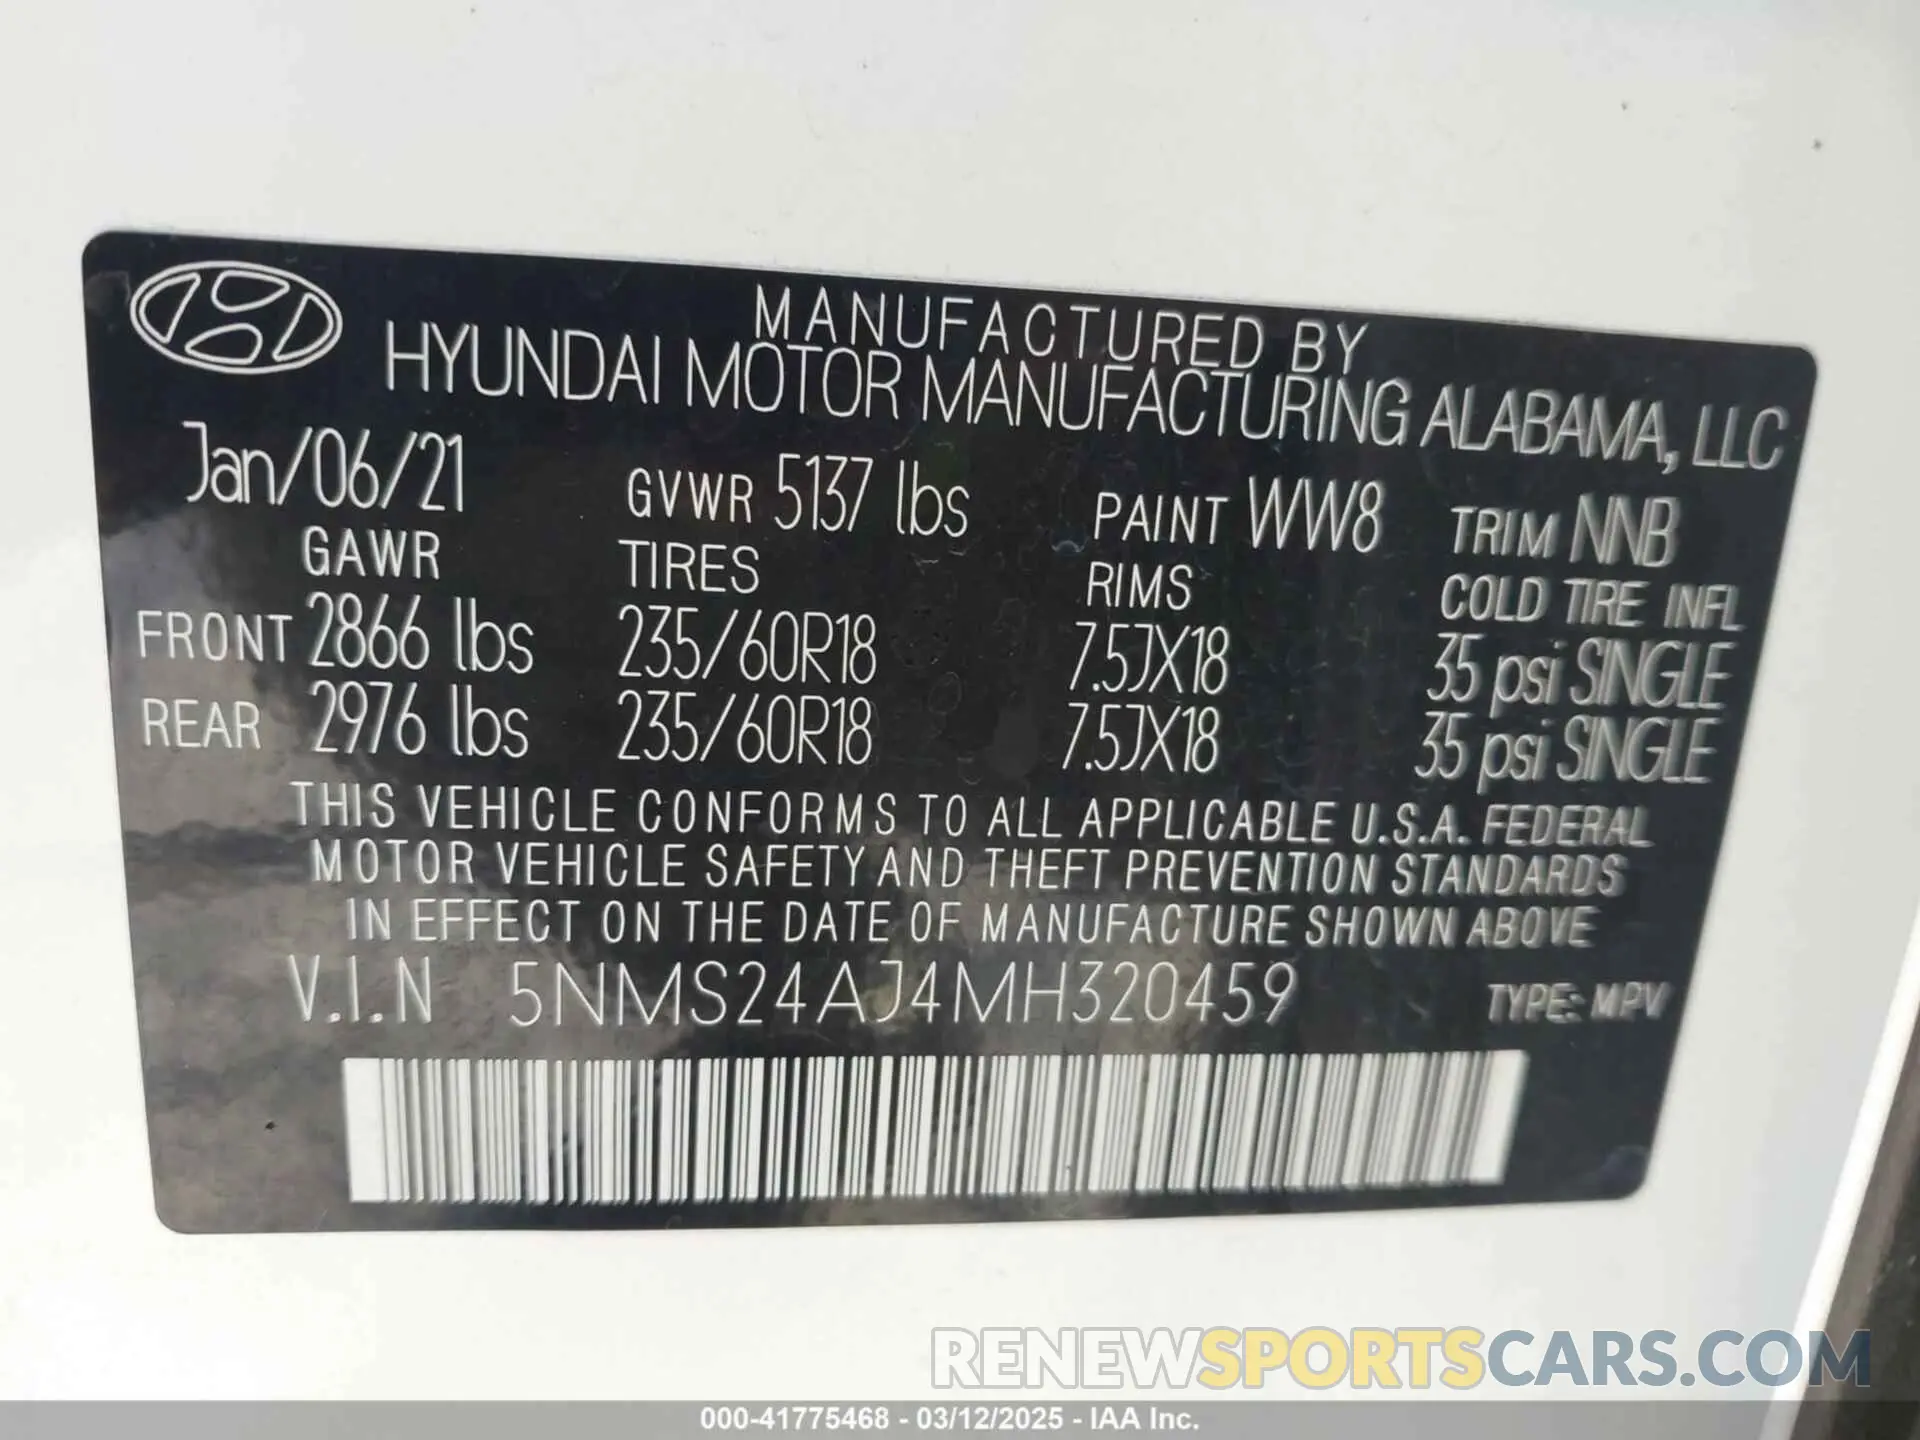 MANUFACTURED BY
HYUNDAI MOTOR MANUFACTURING ALABAMA, LLC
Jan/06/21 GVWR 5137 lbs PAINT WW8 TRIM NNB
GAWR TIRES RIMS COLD TIRE INFL
FRONT 2866 lbs 235/60R18 7.5JX18 35 psi SINGLE
REAR 2976 lbs 235/60R18 7.5JX18 35 psi SINGLE
THIS VEHICLE CONFORMS TO ALL APPLICABLE U.S.A. FEDERAL
MOTOR VEHICLE SAFETY AND THEFT PREVENTION STANDARDS
IN EFFECT ON THE DATE OF MANUFACTURE SHOWN ABOVE
V.I.N 5NMS24AJ4MH320459 TYPE: MPV
RENEWSPORTSCARS.COM
000-41775468 - 03/12/2025 - IAA Inc.